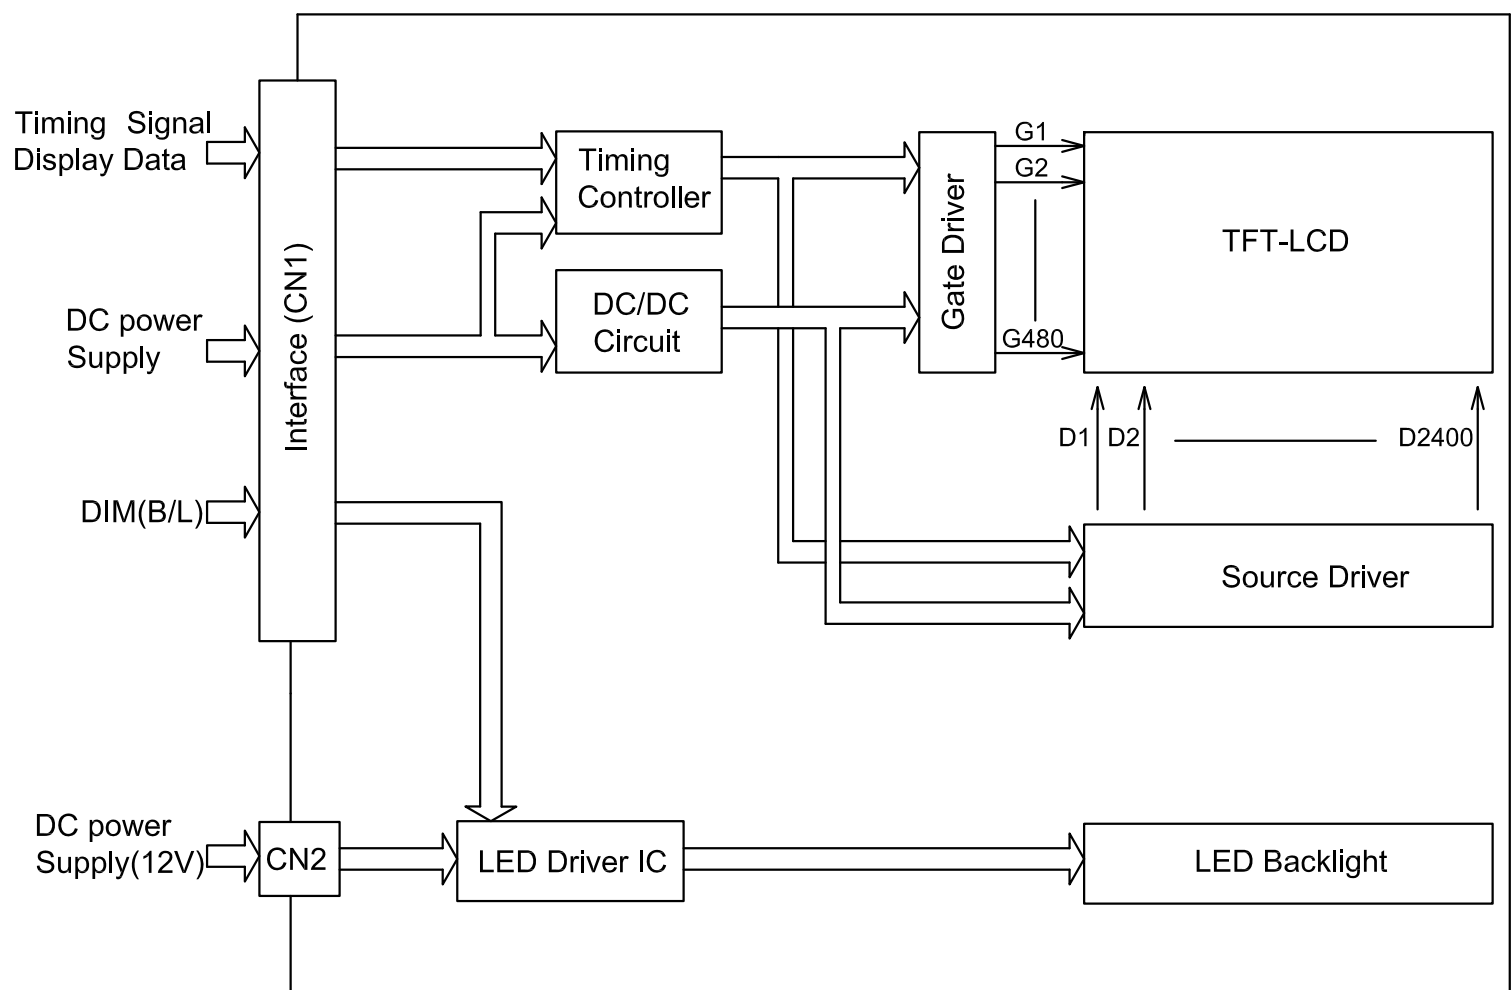 Timing Signal
Display Data
DC power
Supply
DIM(B/L)
DC power
Supply(12V)
Interface (CN1)
CN2
Timing
Controller
DC/DC
Circuit
LED Driver IC
Gate Driver
G1
G2
G480
TFT-LCD
D1
D2
D2400
Source Driver
LED Backlight